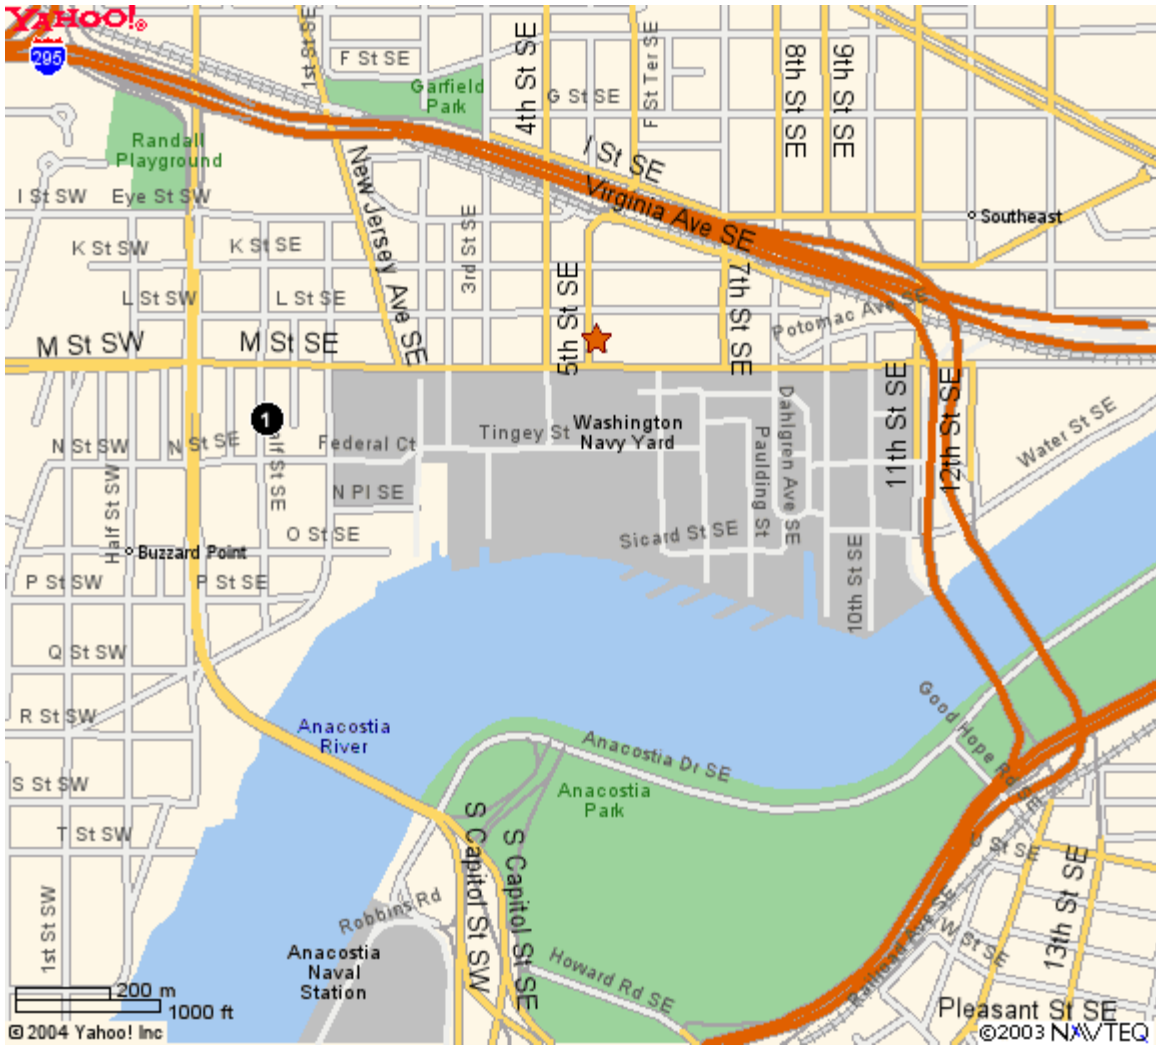 YAHOO!®
295
1st St SE
F St SE
4th St SE
F St Ter SE
8th St SE
9th St SE
Garfield
Park
G St SE
Randall
Playground
I St SE
New Jersey Ave SE
I St SW
Eye St SW
Virginia Ave SE
Southeast
K St SW
K St SE
3rd St SE
L St SW
L St SE
5th St SE
7th St SE
Potomac Ave SE
M St SW
M St SE
11th St SE
12th St SE
1
Dahlgren Ave SE
Water St SE
N St SW
N St SE
Half St SE
Federal Ct
Tingey St
Washington
Navy Yard
Paulding St
Half St SW
N Pl SE
O St SE
Sicard St SE
10th St SE
Buzzard Point
P St SW
P St SE
Q St SW
R St SW
Good Hope Rd SE
Anacostia
River
Anacostia Dr SE
S St SW
Anacostia
Park
T St SW
S Capitol St SW
S Capitol St SE
U St SE
13th St SE
1st St SW
Robbins Rd
Railroad Ave SE
W St SE
Anacostia
Naval
Station
Howard Rd SE
200 m
1000 ft
Pleasant St SE
© 2004 Yahoo! Inc
©2003 NAVTEQ